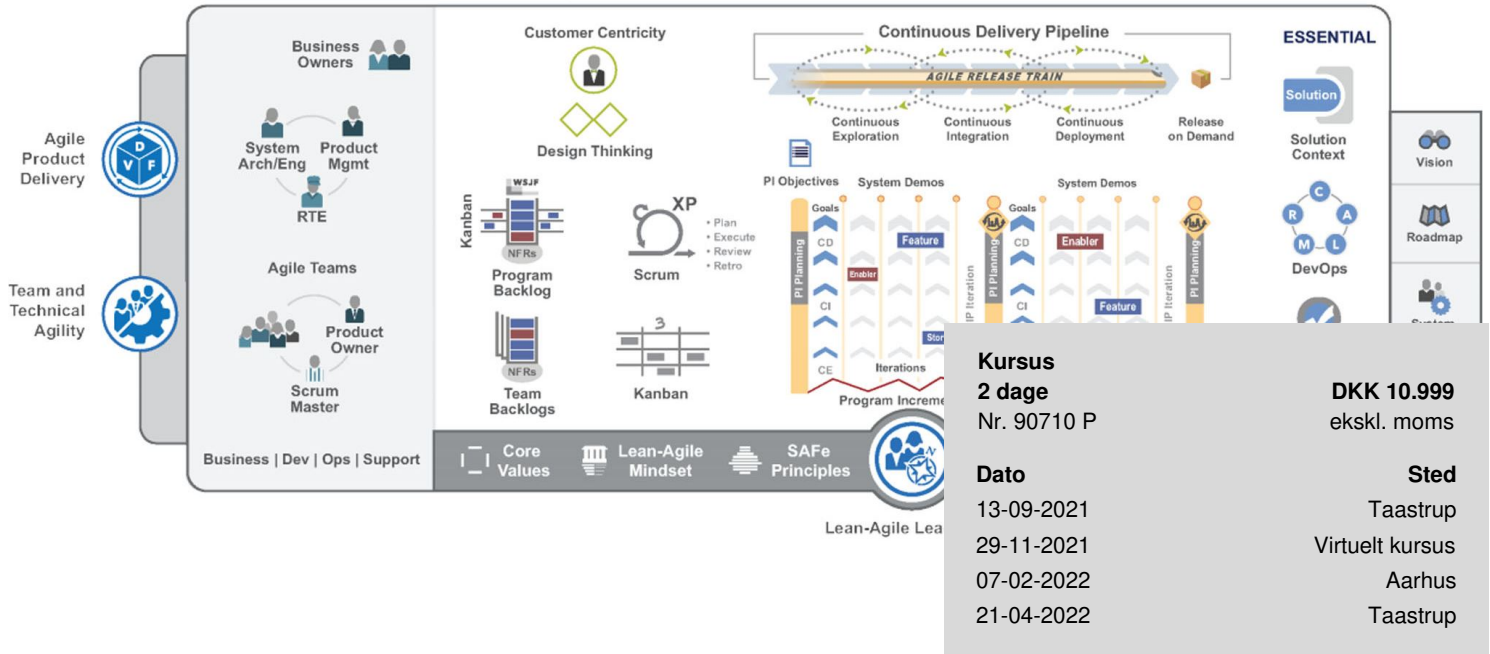 Agile
Product
Delivery
Team and
Technical
Agility
Business
Owners
System
Arch/Eng
Product
Mgmt
RTE
Agile Teams
Product
Owner
Scrum
Master
Business | Dev | Ops | Support
Customer Centricity
Design Thinking
Kanban
WSJF
NFRs
Program
Backlog
XP
• Plan
• Execute
• Review
• Retro
Scrum
NFRs
Team
Backlogs
3
Kanban
Continuous Delivery Pipeline
AGILE RELEASE TRAIN
Continuous
Exploration
Continuous
Integration
Continuous
Deployment
Release
on Demand
PI Objectives
System Demos
System Demos
Goals
CD
CI
CE
PI Planning
Enabler
Feature
Iterations
IP Iteration
PI Planning
Goals
CD
CI
Enabler
Feature
IP Iteration
PI Planning
ESSENTIAL
Solution
Solution
Context
C
A
L
M
R
DevOps
Vision
Roadmap
D
V
F
Core
Values
Lean-Agile
Mindset
SAFe
Principles
N
Kursus
2 dage DKK 10.999
Nr. 90710 P ekskl. moms
Dato Sted
13-09-2021 Taastrup
29-11-2021 Virtuelt kursus
07-02-2022 Aarhus
21-04-2022 Taastrup